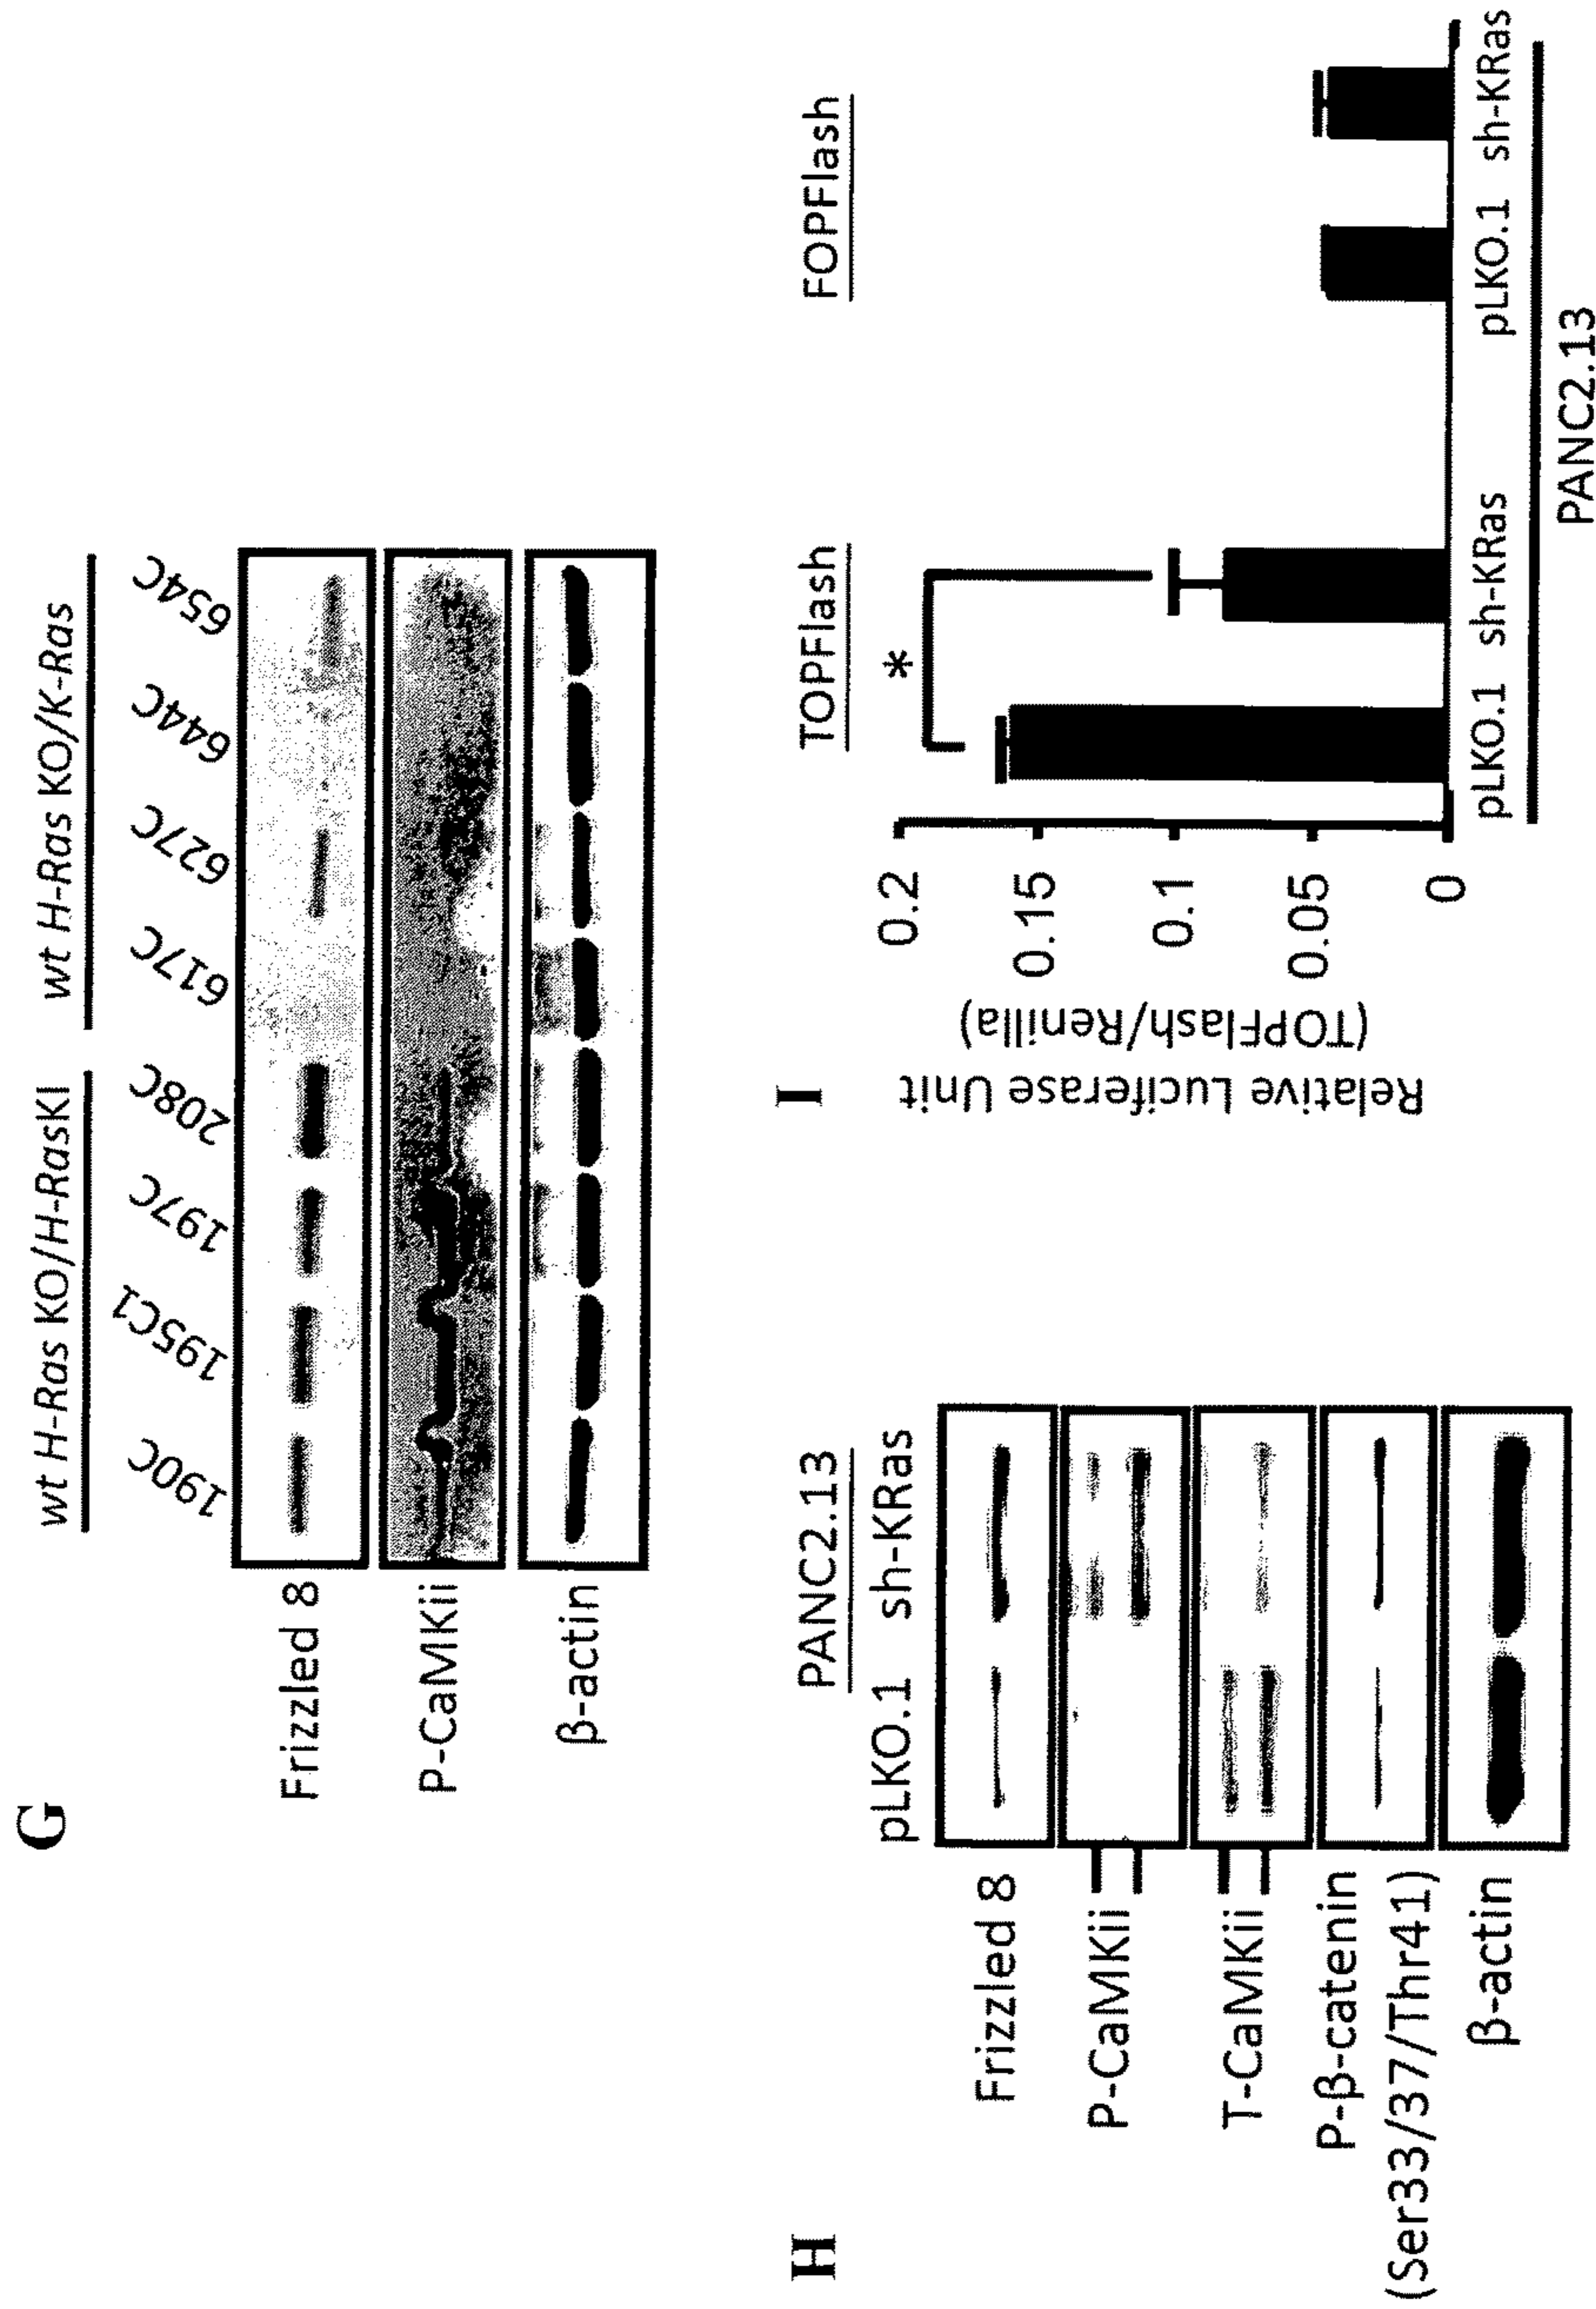 G
wt H-Ras KO/H-RasKI wt H-Ras KO/K-Ras
190C 195C1 197C 208C 617C 627C 644C 654C
Frizzled 8
P-CaMKii
β-actin
H
PANC2.13
pLKO.1 sh-KRas
Frizzled 8
P-CaMKii
T-CaMKii
P-β-catenin
(Ser33/37/Thr41)
β-actin
I
TOPFlash FOPFlash
*
Relative Luciferase Unit
(TOPFlash/Renilla)
0.2
0.15
0.1
0.05
0
pLKO.1 sh-KRas pLKO.1 sh-KRas
PANC2.13